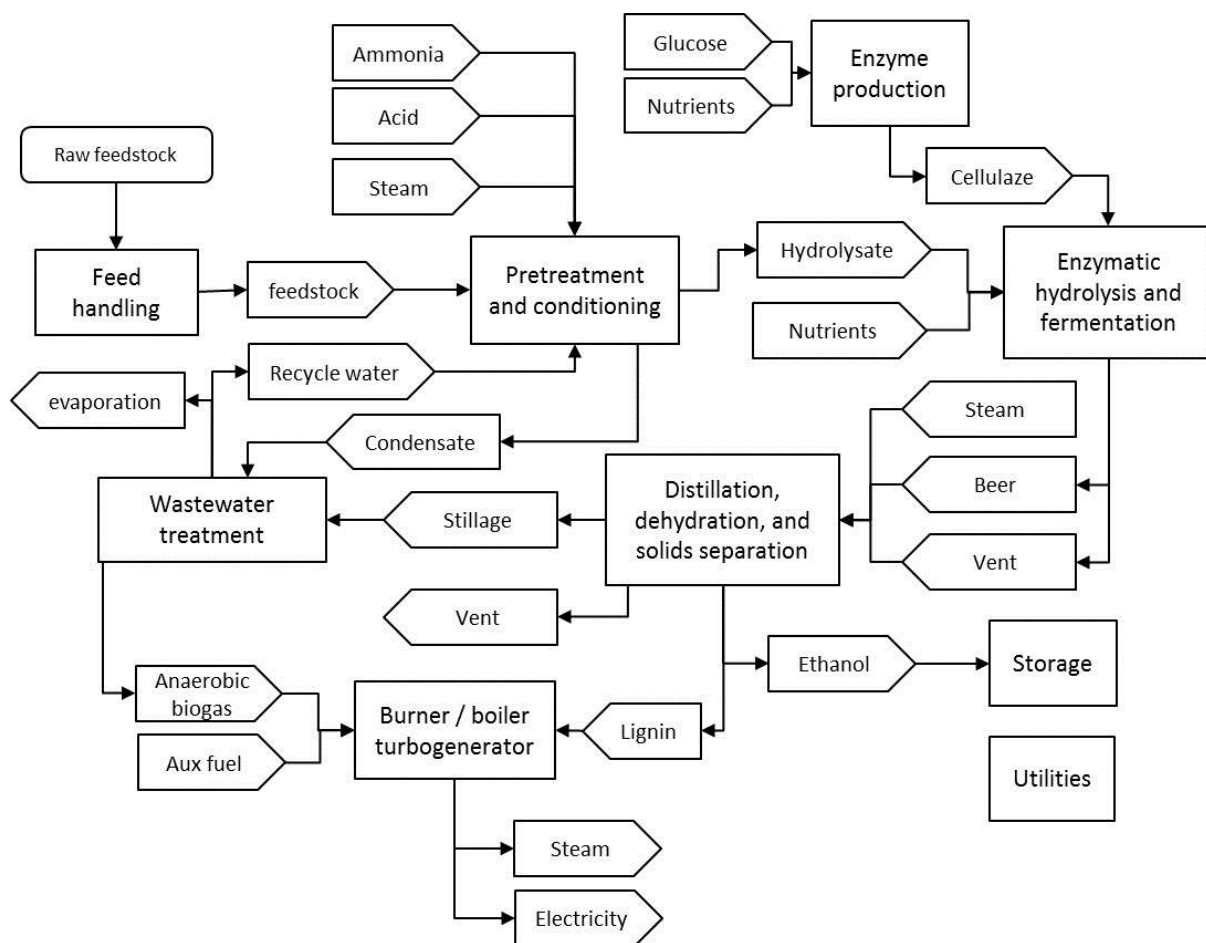 Ammonia
Acid
Steam
Glucose
Nutrients
Enzyme
production
Cellulaze
Raw feedstock
Feed
handling
feedstock
Pretreatment
and conditioning
Hydrolysate
Nutrients
Enzymatic
hydrolysis and
fermentation
Recycle water
evaporation
Condensate
Wastewater
treatment
Stillage
Distillation,
dehydration, and
solids separation
Steam
Beer
Vent
Vent
Ethanol
Storage
Anaerobic
biogas
Aux fuel
Burner / boiler
turbogenerator
Lignin
Utilities
Steam
Electricity